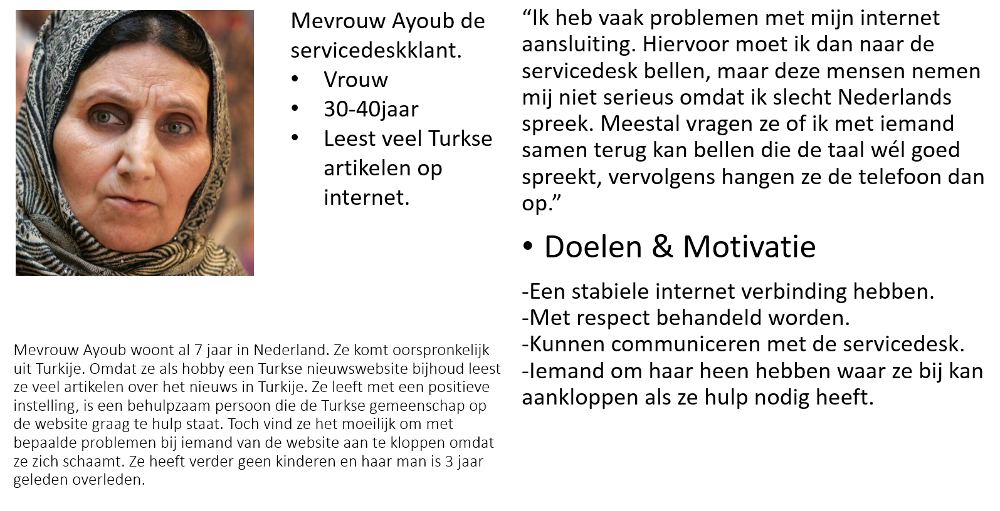 Mevrouw Ayoub de
servicedeskklant.
• Vrouw
• 30-40jaar
• Leest veel Turkse
artikelen op
internet.
Mevrouw Ayoub woont al 7 jaar in Nederland. Ze komt oorspronkelijk
uit Turkije. Omdat ze als hobby een Turkse nieuwswebsite bijhoud leest
ze veel artikelen over het nieuws in Turkije. Ze leeft met een positieve
instelling, is een behulpzaam persoon die de Turkse gemeenschap op
de website graag te hulp staat. Toch vind ze het moeilijk om met
bepaalde problemen bij iemand van de website aan te kloppen omdat
ze zich schaamt. Ze heeft verder geen kinderen en haar man is 3 jaar
geleden overleden.
“Ik heb vaak problemen met mijn internet
aansluiting. Hiervoor moet ik dan naar de
servicedesk bellen, maar deze mensen nemen
mij niet serieus omdat ik slecht Nederlands
spreek. Meestal vragen ze of ik met iemand
samen terug kan bellen die de taal wél goed
spreekt, vervolgens hangen ze de telefoon dan
op.”
• Doelen & Motivatie
-Een stabiele internet verbinding hebben.
-Met respect behandeld worden.
-Kunnen communiceren met de servicedesk.
-Iemand om haar heen hebben waar ze bij kan
aankloppen als ze hulp nodig heeft.